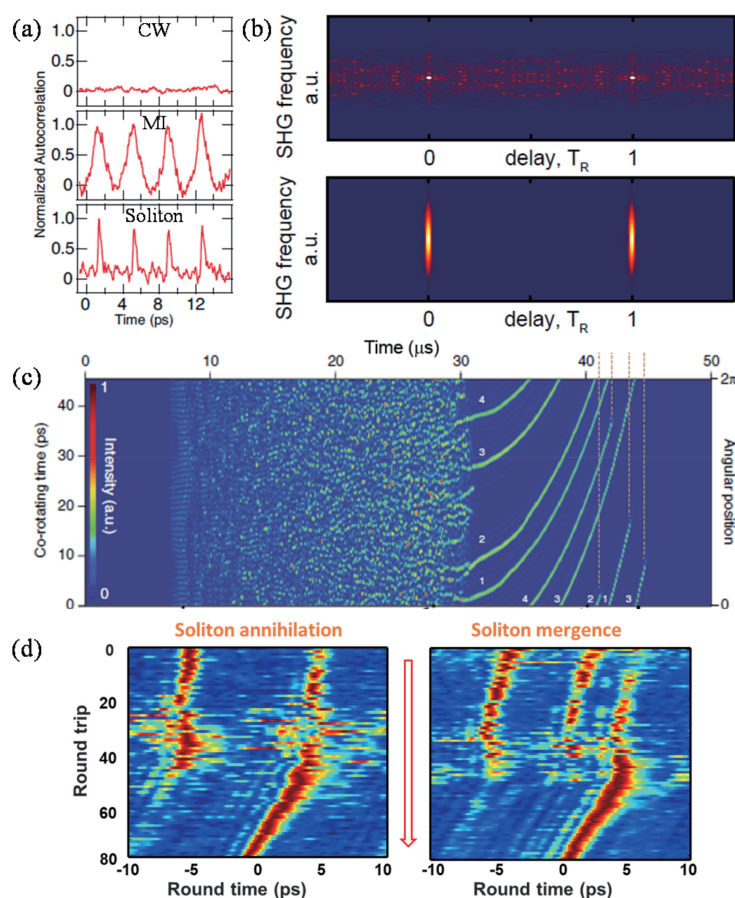 (a)
CW
1.0
0.5
0
MI
1.0
0.5
0
Soliton
1.0
0.5
0
Normalized Autocorrelation
0 4 8 12
Time (ps)
(b)
SHG frequency
a.u.
0 delay, TR 1
SHG frequency
a.u.
0 delay, TR 1
(c)
Time (μs)
0 10 20 30 40 50
1
Intensity (a.u.)
0
Co-rotating time (ps)
40
30
20
10
0
4
3
2
1
4 3 2 1 3
2π
Angular position
0
(d)
Soliton annihilation
Round trip
0
20
40
60
80
-10 -5 0 5 10
Round time (ps)
Soliton mergence
-10 -5 0 5 10
Round time (ps)